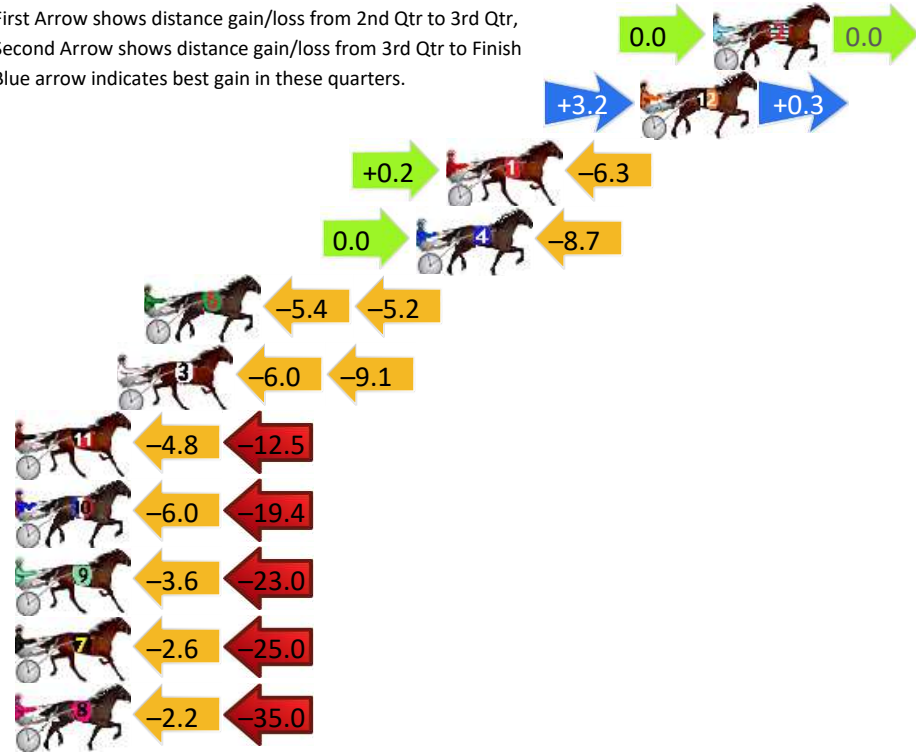 First Arrow shows distance gain/loss from 2nd Qtr to 3rd Qtr,
Second Arrow shows distance gain/loss from 3rd Qtr to Finish
Blue arrow indicates best gain in these quarters.
0.0 2 0.0
+3.2 12 +0.3
+0.2 1 –6.3
0.0 4 –8.7
5 –5.4 –5.2
3 –6.0 –9.1
11 –4.8 –12.5
10 –6.0 –19.4
9 –3.6 –23.0
7 –2.6 –25.0
8 –2.2 –35.0